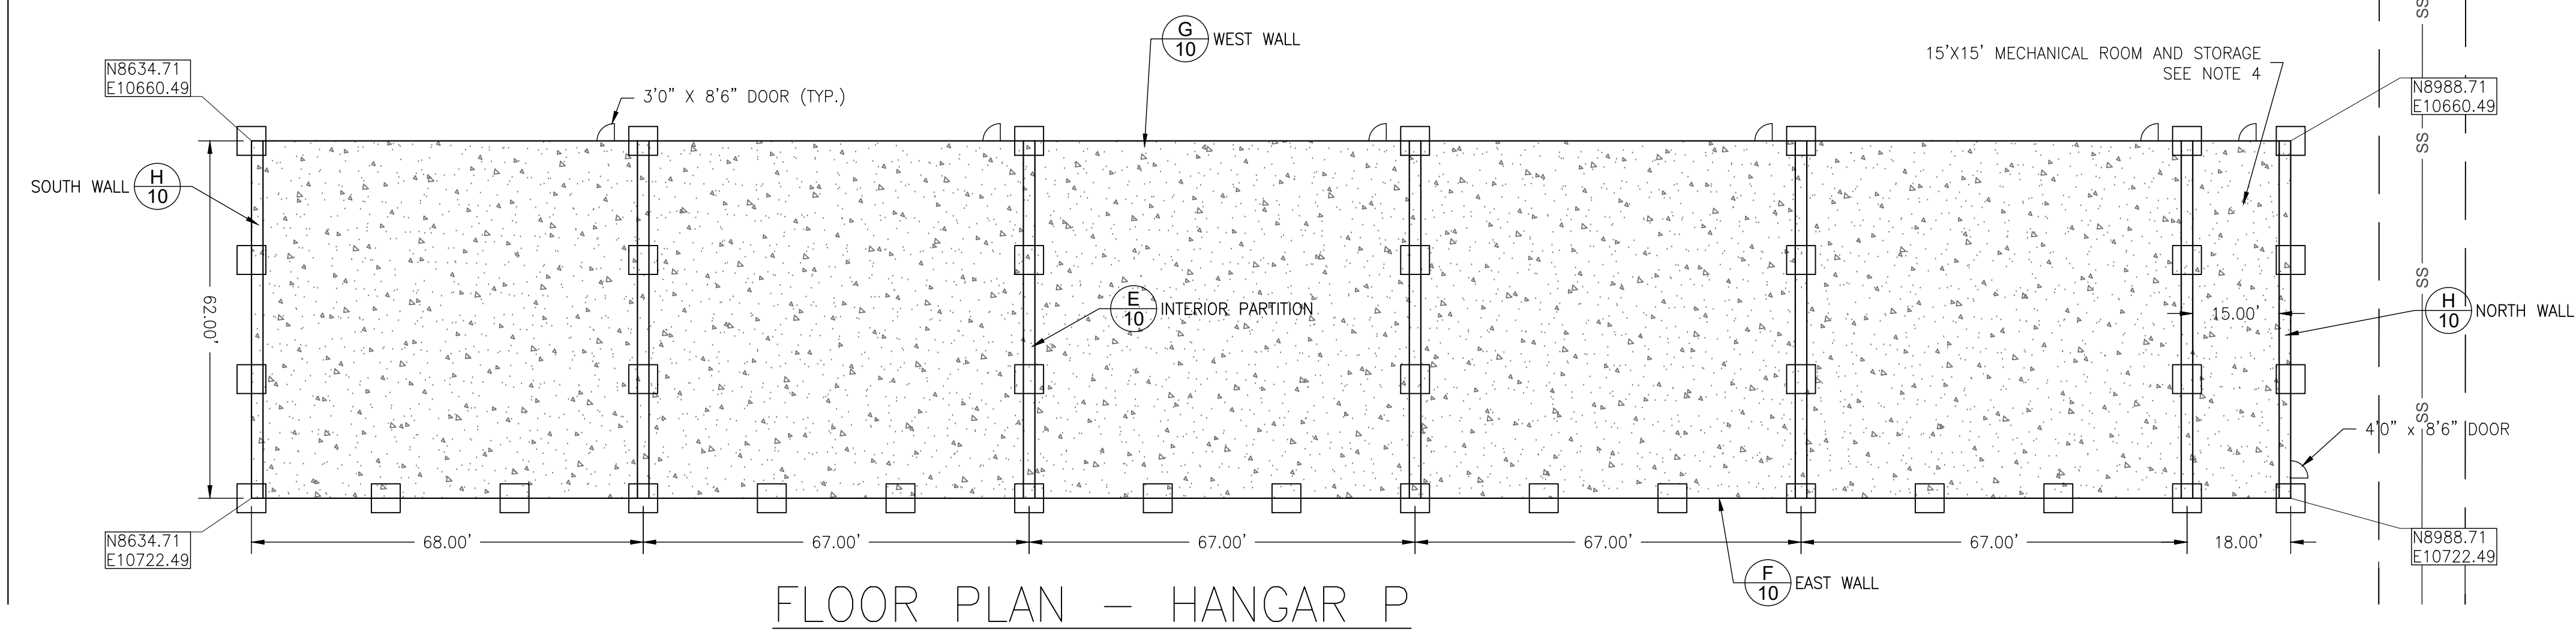 G
10
WEST WALL
15'X15' MECHANICAL ROOM AND STORAGE
SEE NOTE 4
N8634.71
E10660.49
3'0" X 8'6" DOOR (TYP.)
N8988.71
E10660.49
SS
SS
SS
SS
SOUTH WALL
H
10
62.00'
E
10
INTERIOR PARTITION
15.00'
H
10
NORTH WALL
4'0" x 8'6" DOOR
N8634.71
E10722.49
68.00'
67.00'
67.00'
67.00'
67.00'
18.00'
N8988.71
E10722.49
F
10
EAST WALL
FLOOR PLAN - HANGAR P